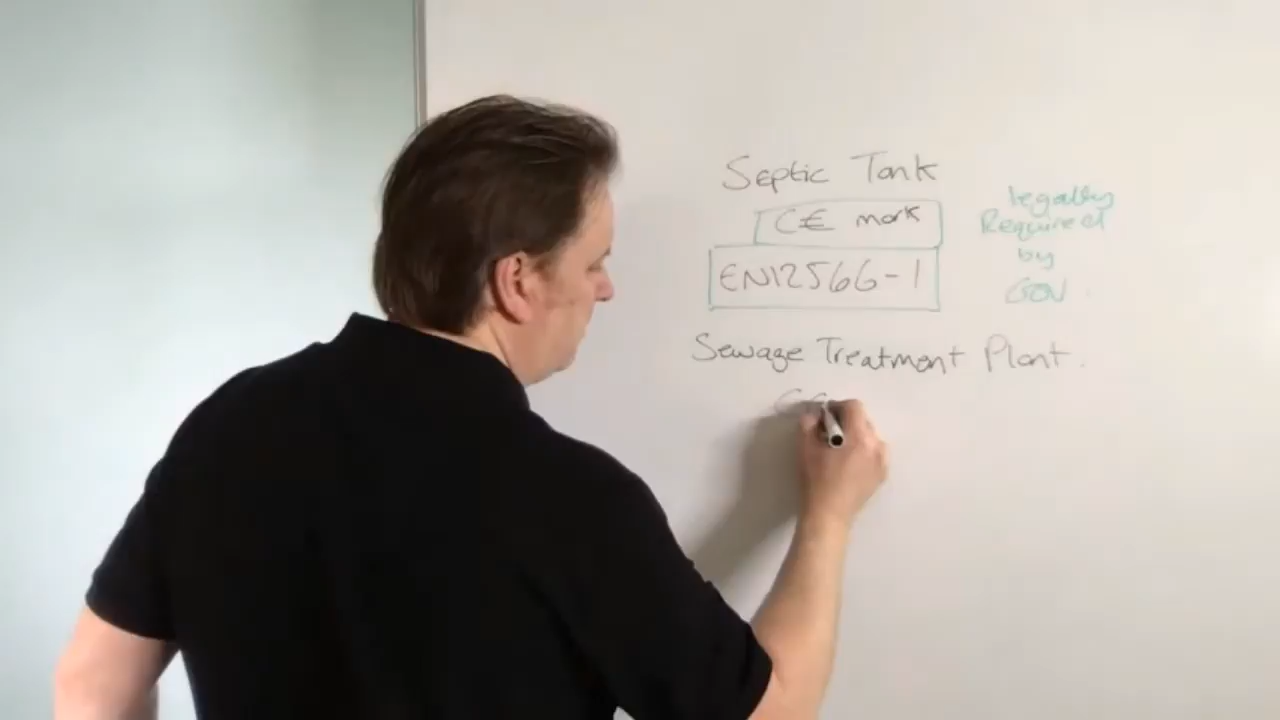 Septic Tank
C€ mark
EN12566-1
legally
Required
by
GOV.
Sewage Treatment Plant.